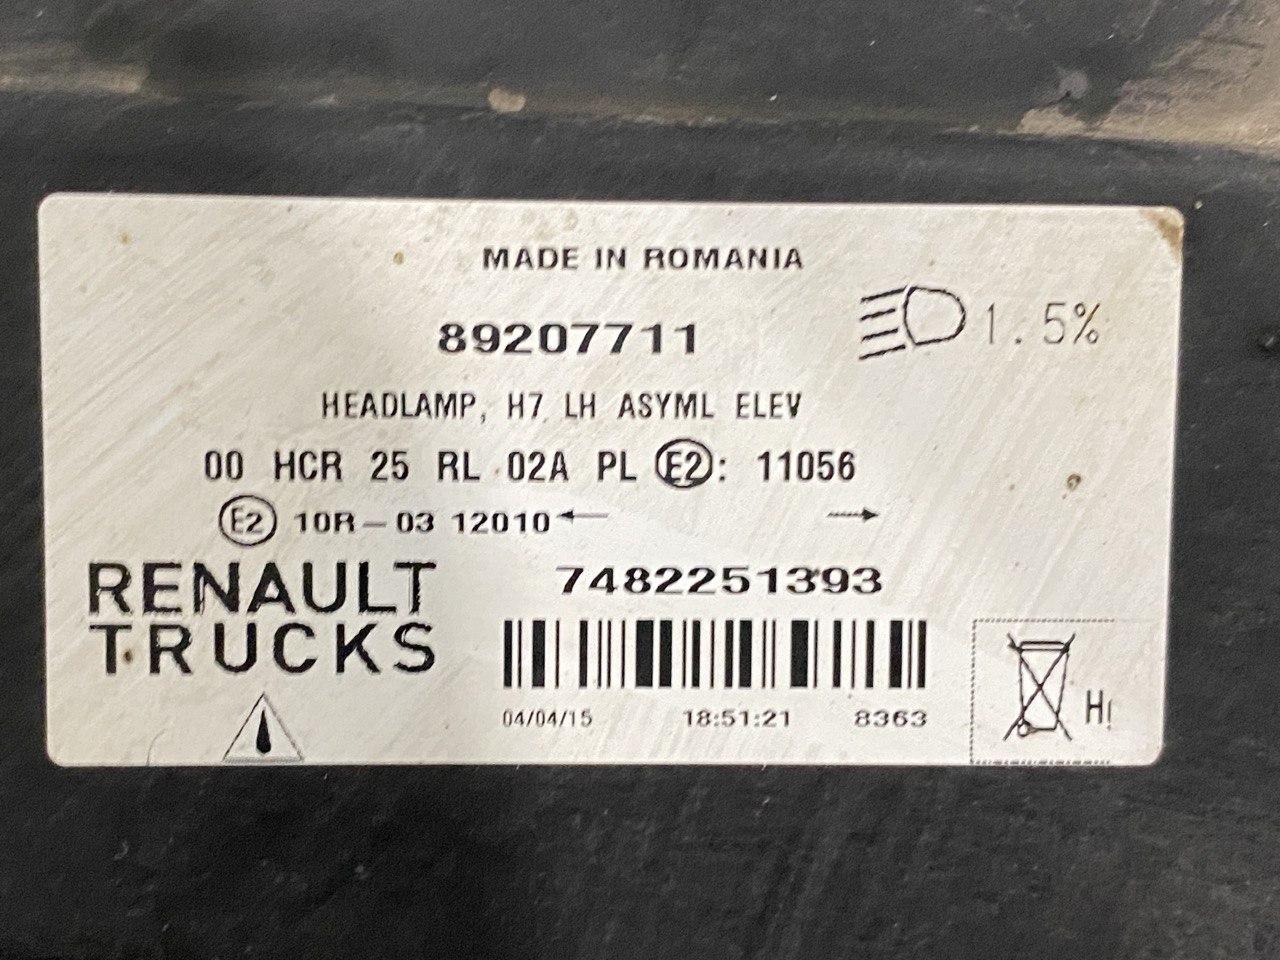 MADE IN ROMANIA
89207711
1.5%
HEADLAMP, H7 LH ASYML ELEV
00 HCR 25 RL 02A PL E2: 11056
E2 10R-03 12010← →
RENAULT
TRUCKS
7482251393
04/04/15 18:51:21 8363